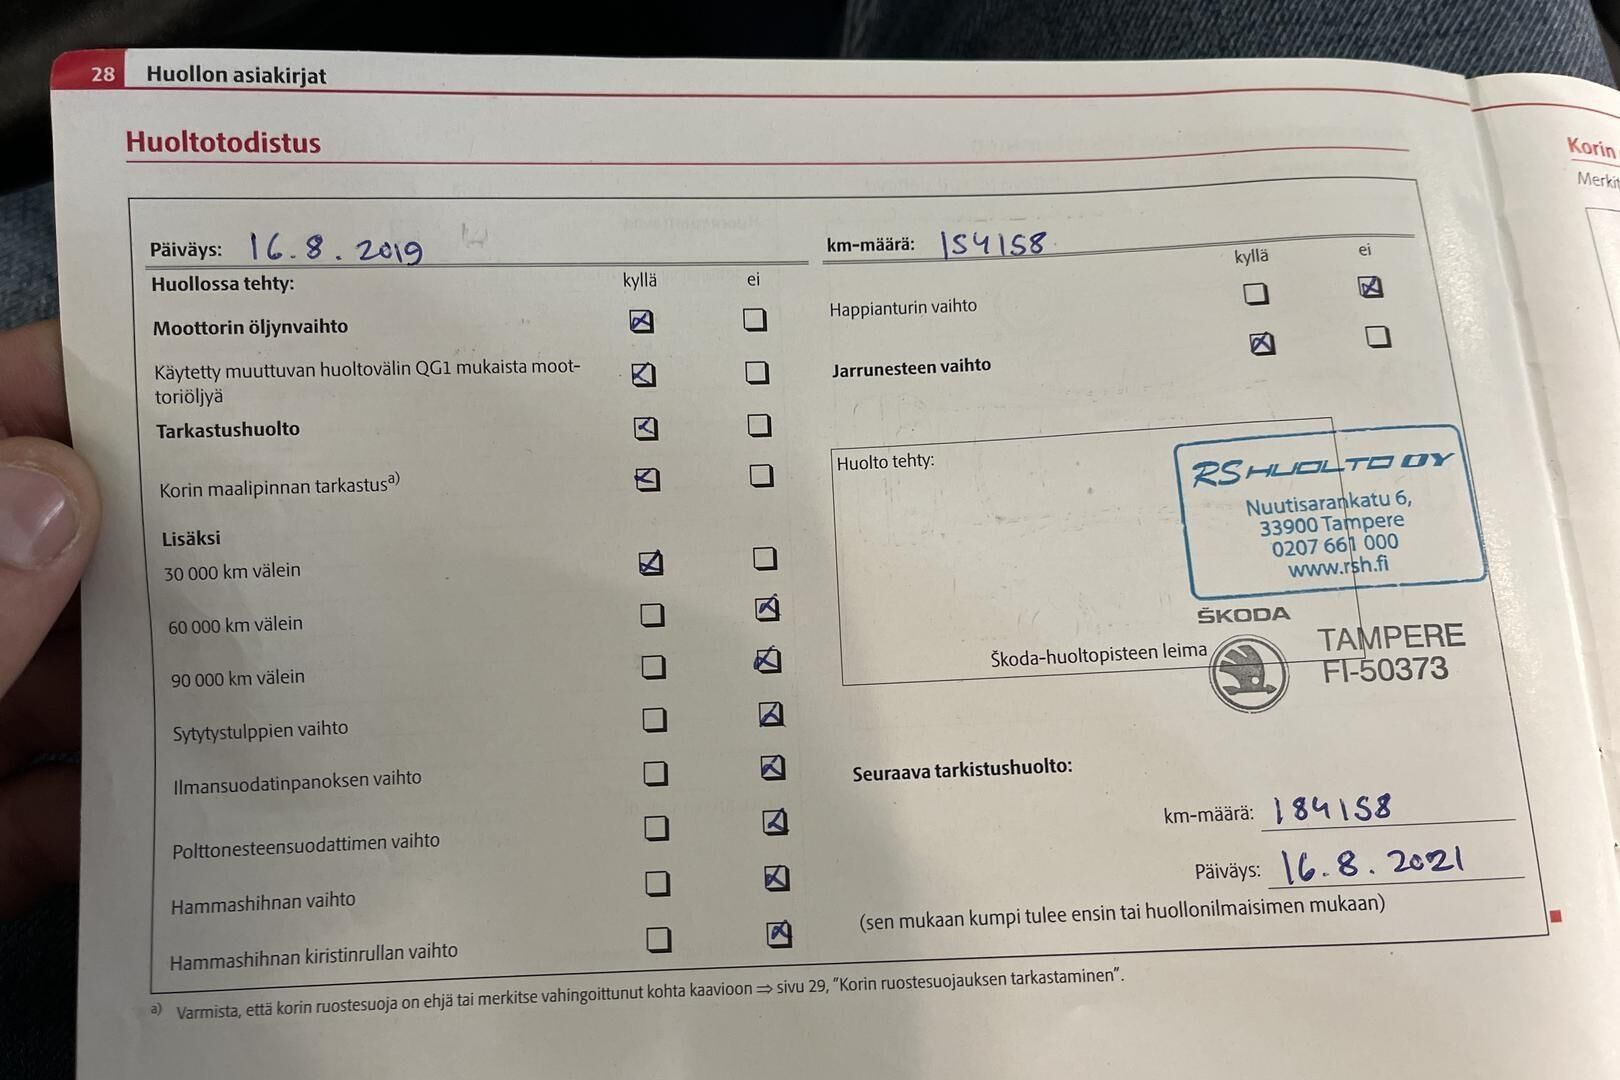 28 Huollon asiakirjat
Huoltotodistus
Päiväys: 16.8.2019
Huollossa tehty: kyllä ei
Moottorin öljynvaihto
Käytetty muuttuvan huoltovälin QG1 mukaista moot-
toriöljyä
Tarkastushuolto
Korin maalipinnan tarkastus a)
Lisäksi
30 000 km välein
60 000 km välein
90 000 km välein
Sytytystulppien vaihto
Ilmansuodatinpanoksen vaihto
Polttonesteensuodattimen vaihto
Hammashihnan vaihto
Hammashihnan kiristinrullan vaihto
km-määrä: 154158
kyllä ei
Happianturin vaihto
Jarrunesteen vaihto
Huolto tehty:
RS HUOLTO OY
Nuutisarankatu 6,
33900 Tampere
0207 661 000
www.rsh.fi
Škoda-huoltopisteen leima
ŠKODA
TAMPERE
FI-50373
Seuraava tarkistushuolto:
km-määrä: 184158
Päiväys: 16.8.2021
(sen mukaan kumpi tulee ensin tai huollonilmaisimen mukaan)
a) Varmista, että korin ruostesuoja on ehjä tai merkitse vahingoittunut kohta kaavioon ⇒ sivu 29, "Korin ruostesuojauksen tarkastaminen".
Korin
Merkit